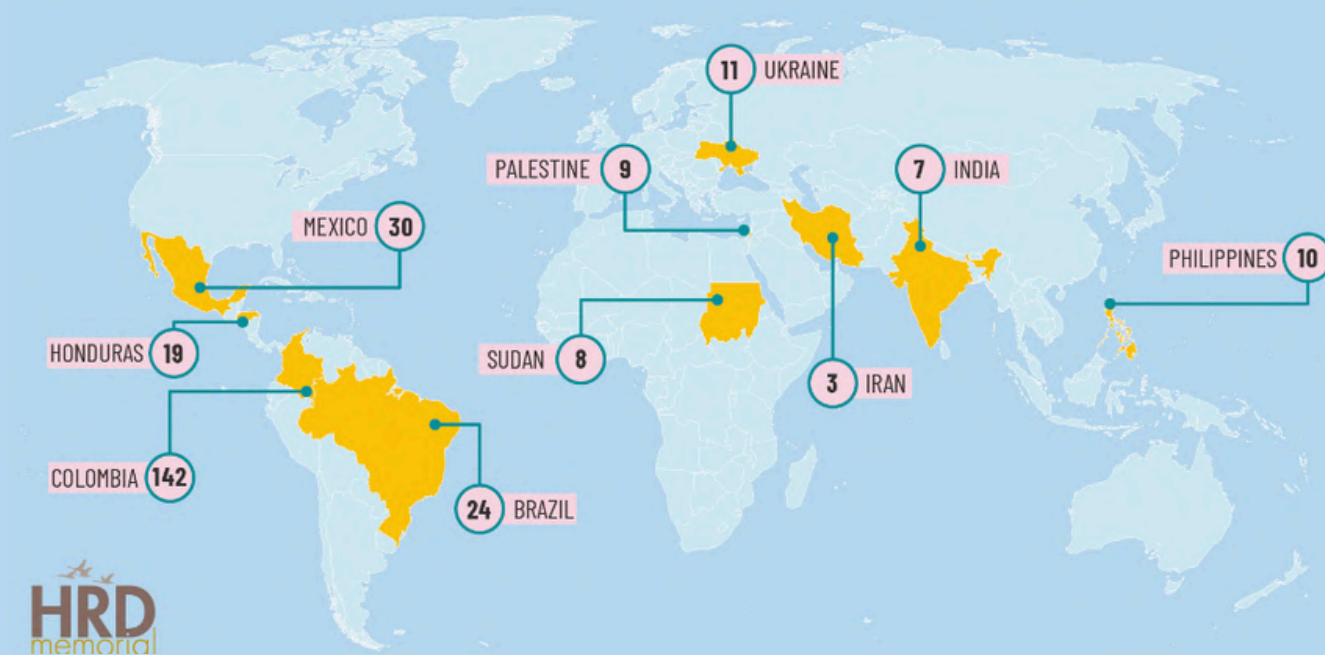 11 UKRAINE
PALESTINE 9
7 INDIA
MEXICO 30
PHILIPPINES 10
HONDURAS 19
SUDAN 8
3 IRAN
COLOMBIA 142
24 BRAZIL
HRD
memorial